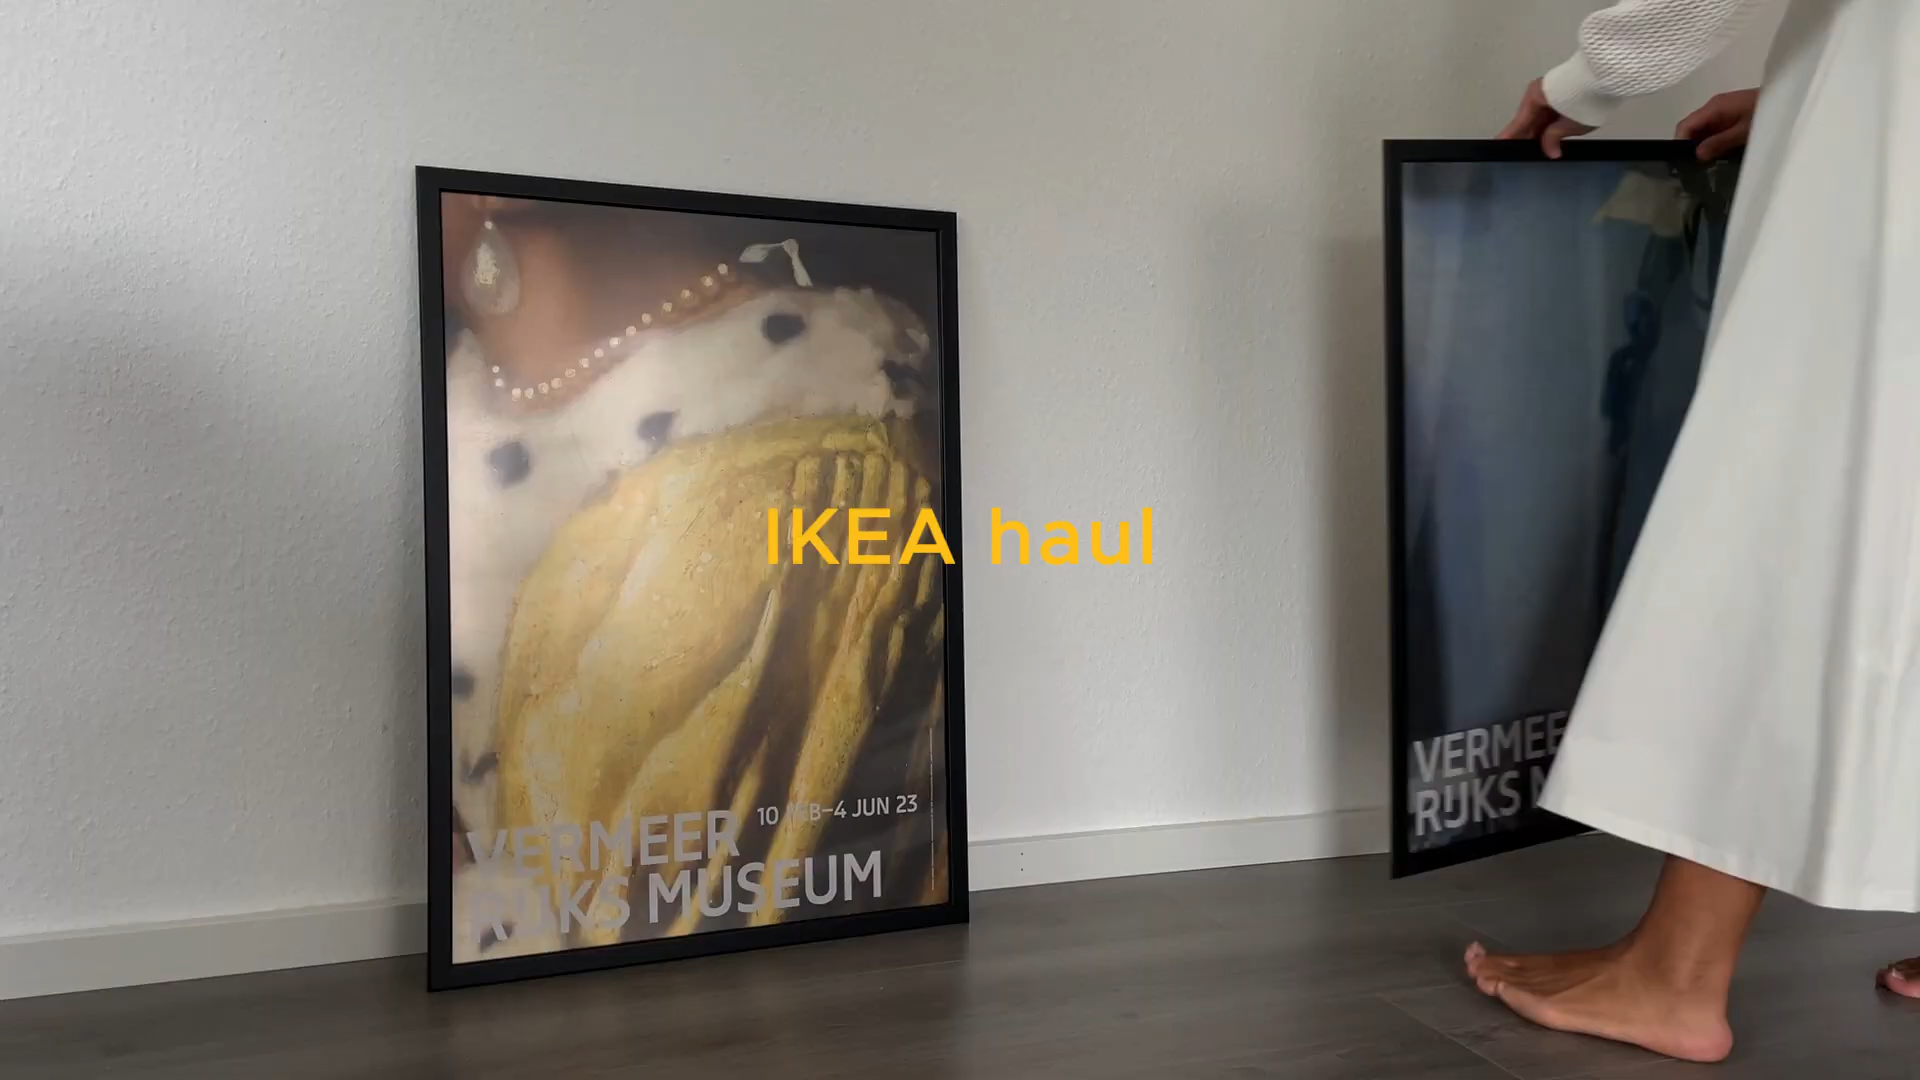 IKEA haul
10 FEB–4 JUN 23
VERMEER
RIJKS MUSEUM
VERMEE
RIJKS